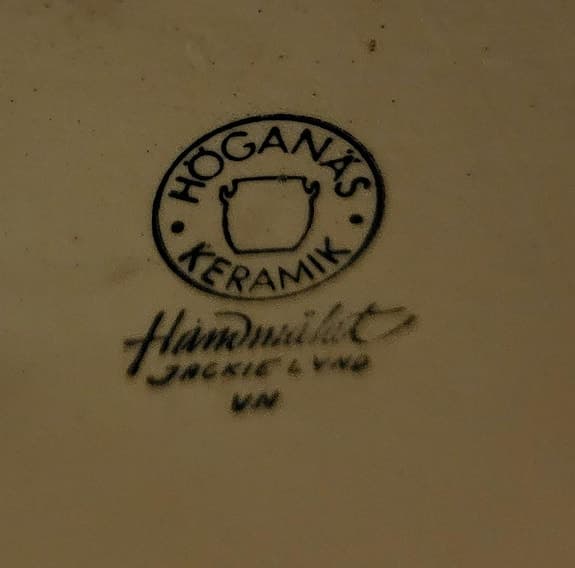 HÖGANÄS
KERAMIK
Handmålat
JACKIE LYND
VN